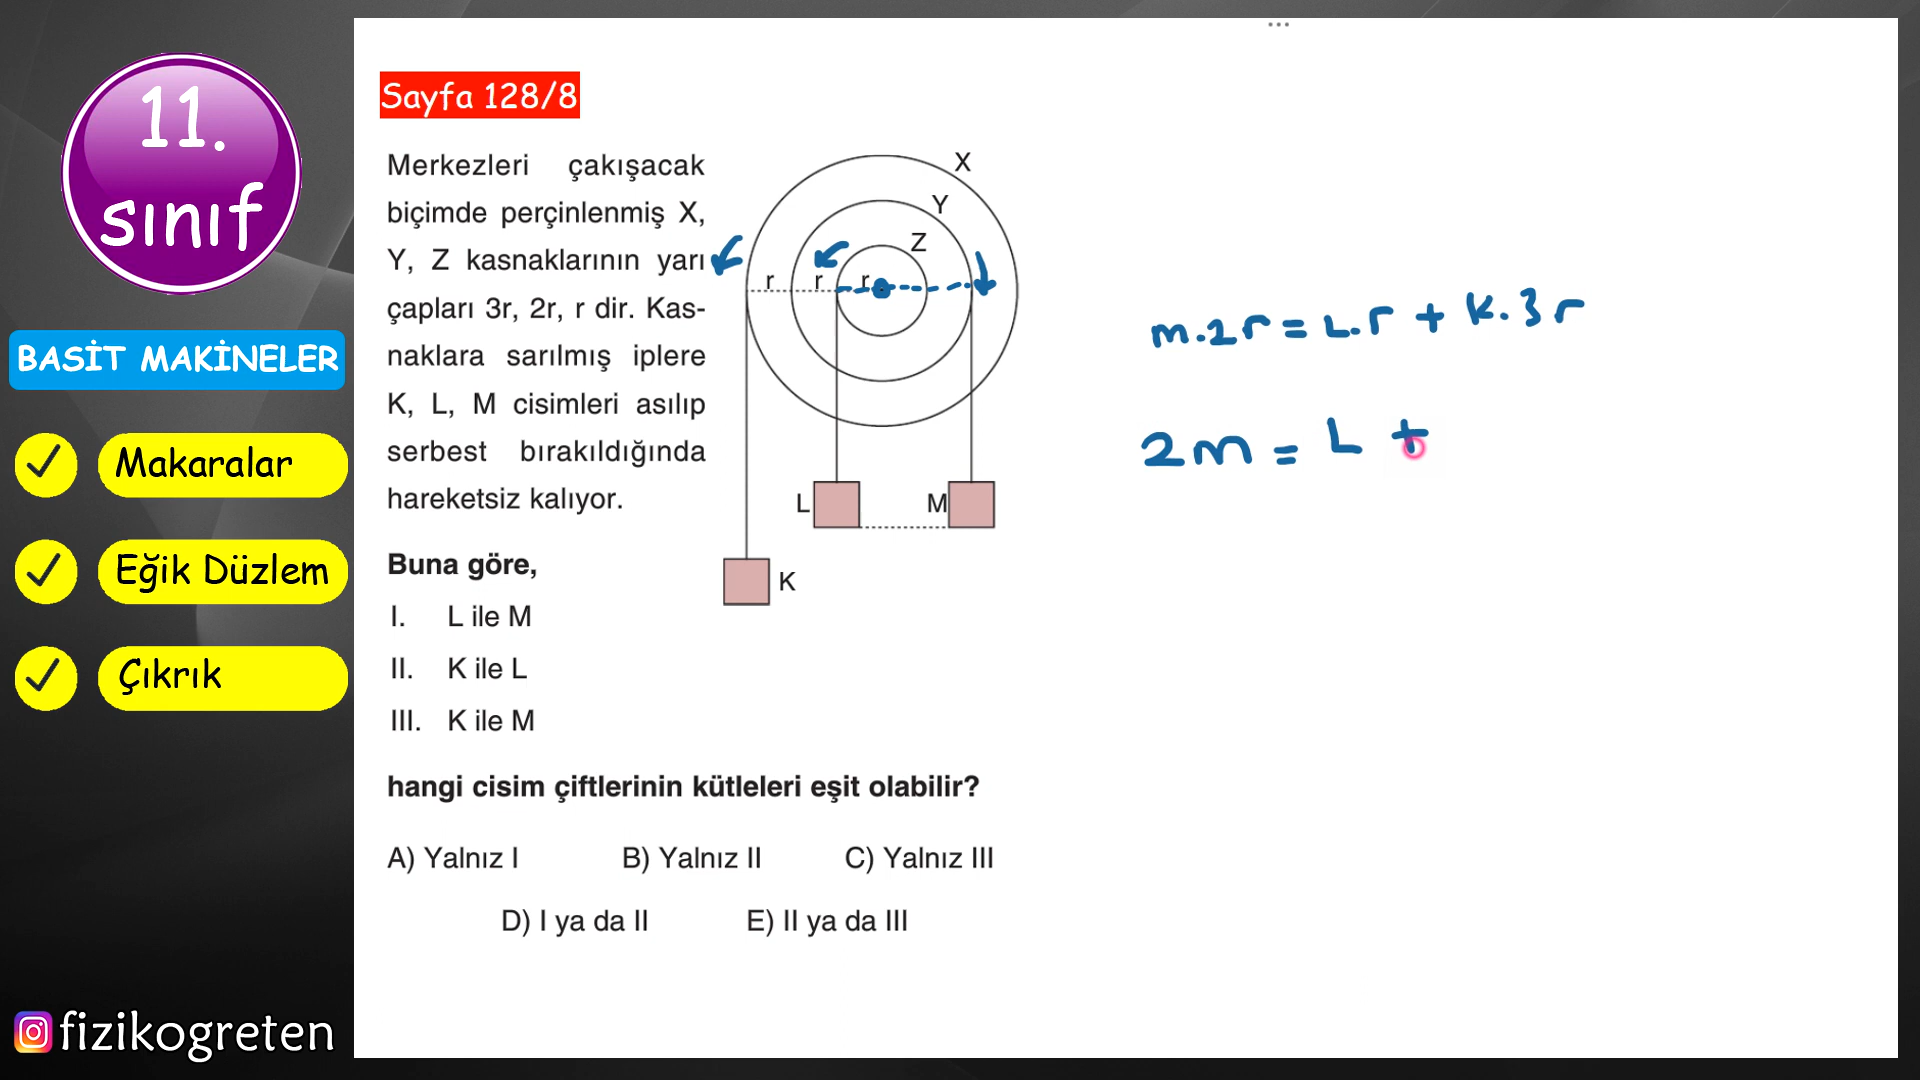 11.
sınıf
BASİT MAKİNELER
Makaralar
Eğik Düzlem
Çıkrık
fizikogreten
Sayfa 128/8
Merkezleri çakışacak
biçimde perçinlenmiş X,
Y, Z kasnaklarının yarı
çapları 3r, 2r, r dir. Kas-
naklara sarılmış iplere
K, L, M cisimleri asılıp
serbest bırakıldığında
hareketsiz kalıyor.
X
Y
Z
r r r
L M
K
Buna göre,
I. L ile M
II. K ile L
III. K ile M
hangi cisim çiftlerinin kütleleri eşit olabilir?
A) Yalnız I B) Yalnız II C) Yalnız III
D) I ya da II E) II ya da III
m.2r = L.r + K.3r
2m = L +